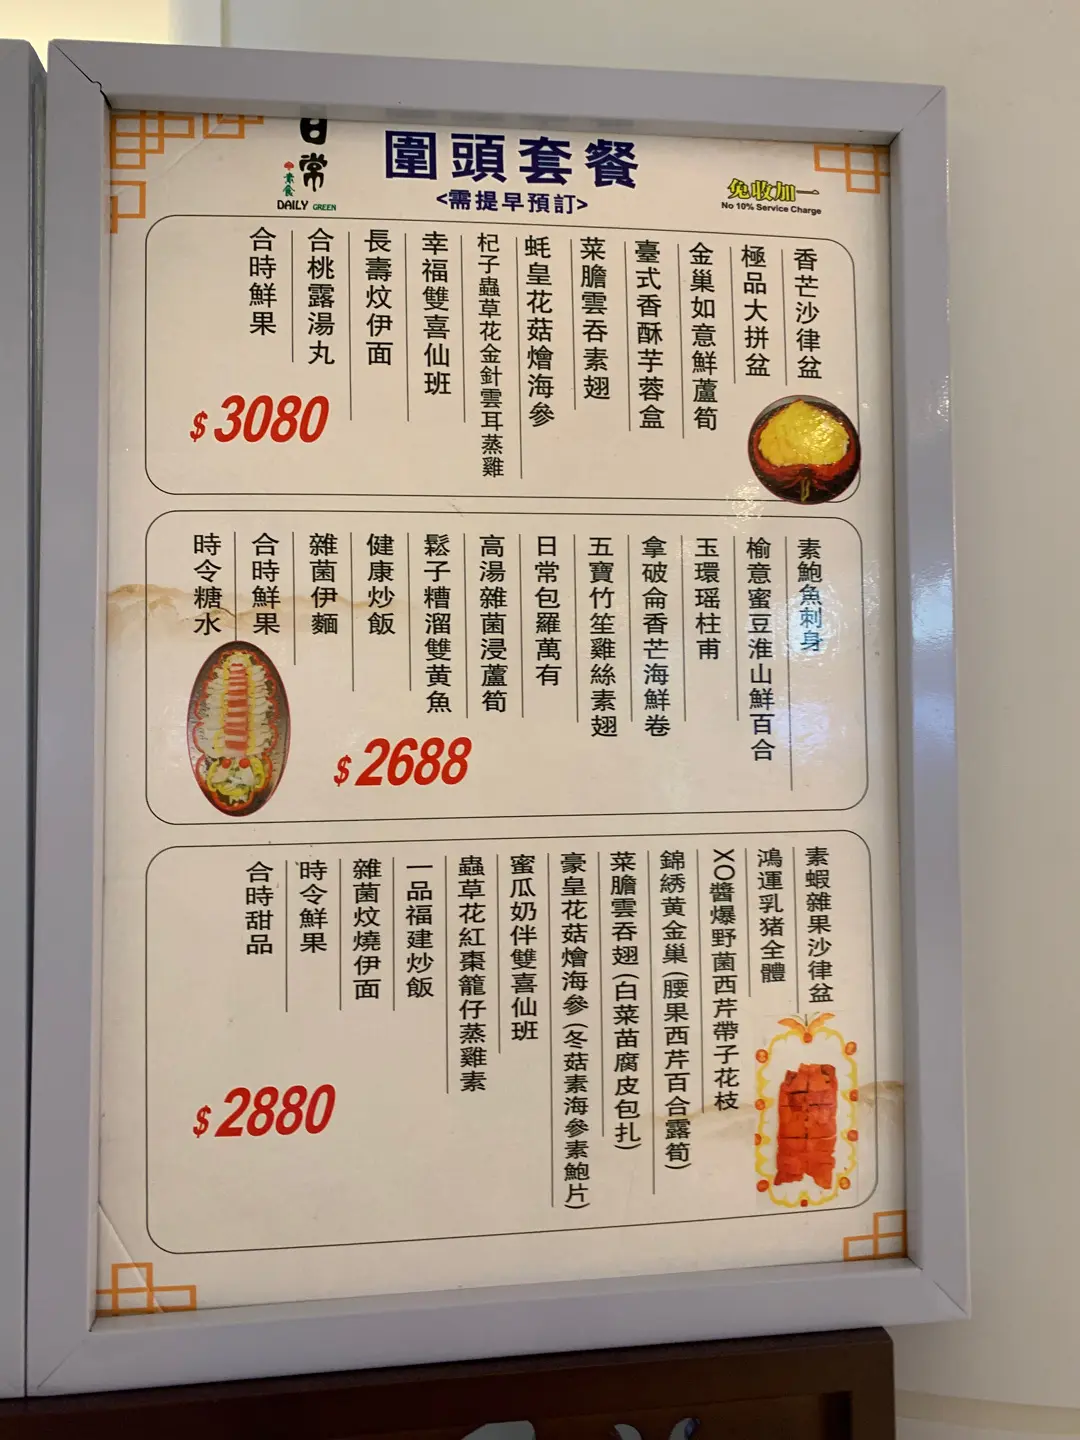 日常
素食
DAILY GREEN
圍頭套餐
<需提早預訂>
免收加一
No 10% Service Charge
香芒沙律盆
極品大拼盆
金巢如意鮮蘆筍
臺式香酥芋蓉盒
菜膽雲吞素翅
蚝皇花菇燴海參
杞子蟲草花金針雲耳蒸雞
幸福雙喜仙班
長壽炆伊面
合桃露湯丸
合時鮮果
$3080
素鮑魚刺身
榆意蜜豆淮山鮮百合
玉環瑶柱甫
拿破侖香芒海鮮卷
五寶竹笙雞絲素翅
日常包羅萬有
高湯雜菌浸蘆筍
鬆子糟溜雙黄魚
健康炒飯
雜菌伊麵
合時鮮果
時令糖水
$2688
素蝦雜果沙律盆
鴻運乳猪全體
XO醬爆野菌西芹帶子花枝
錦綉黄金巢(腰果西芹百合露筍)
菜膽雲吞翅(白菜苗腐皮包扎)
豪皇花菇燴海參(冬菇素海參素鮑片)
蜜瓜奶伴雙喜仙班
蟲草花紅棗籠仔蒸雞素
一品福建炒飯
雜菌炆燒伊面
時令鮮果
合時甜品
$2880